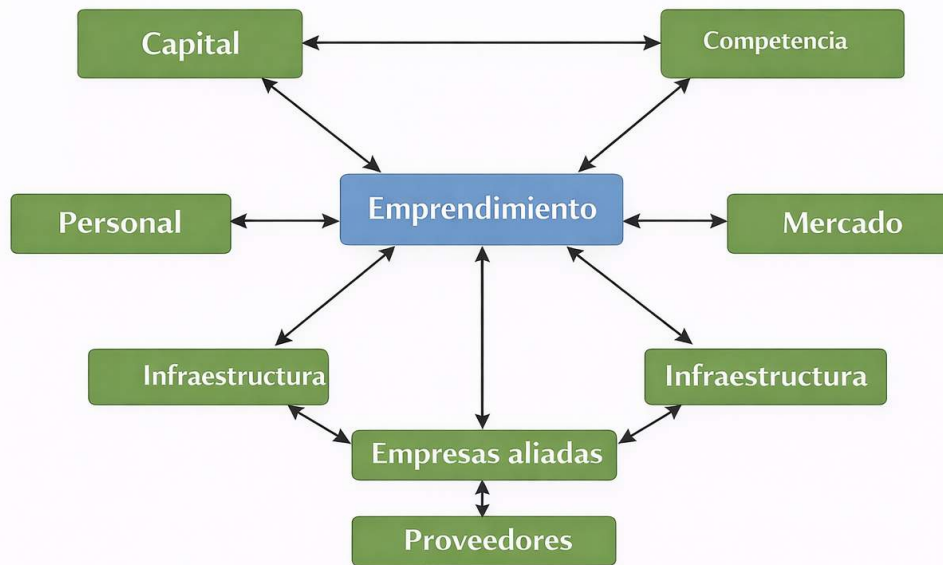 Capital
Competencia
Personal
Emprendimiento
Mercado
Infraestructura
Infraestructura
Empresas aliadas
Proveedores